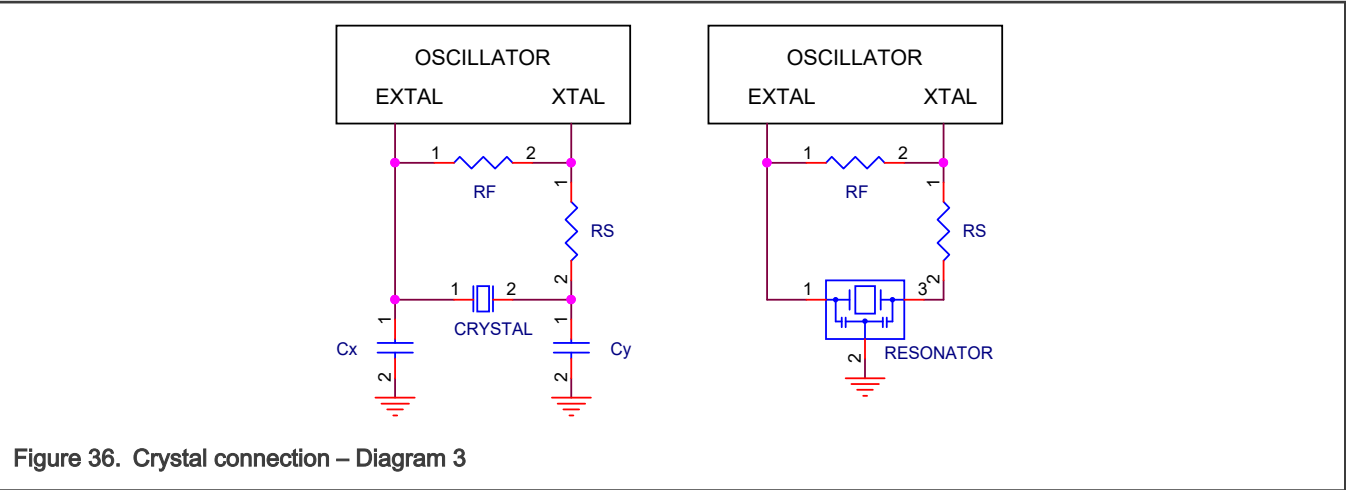 OSCILLATOR
EXTAL XTAL
1 2
RF
1
RS
2
1 2
CRYSTAL
1 1
Cx Cy
2 2
OSCILLATOR
EXTAL XTAL
1 2
RF
1
RS
2
1 3
RESONATOR
2
Figure 36. Crystal connection – Diagram 3